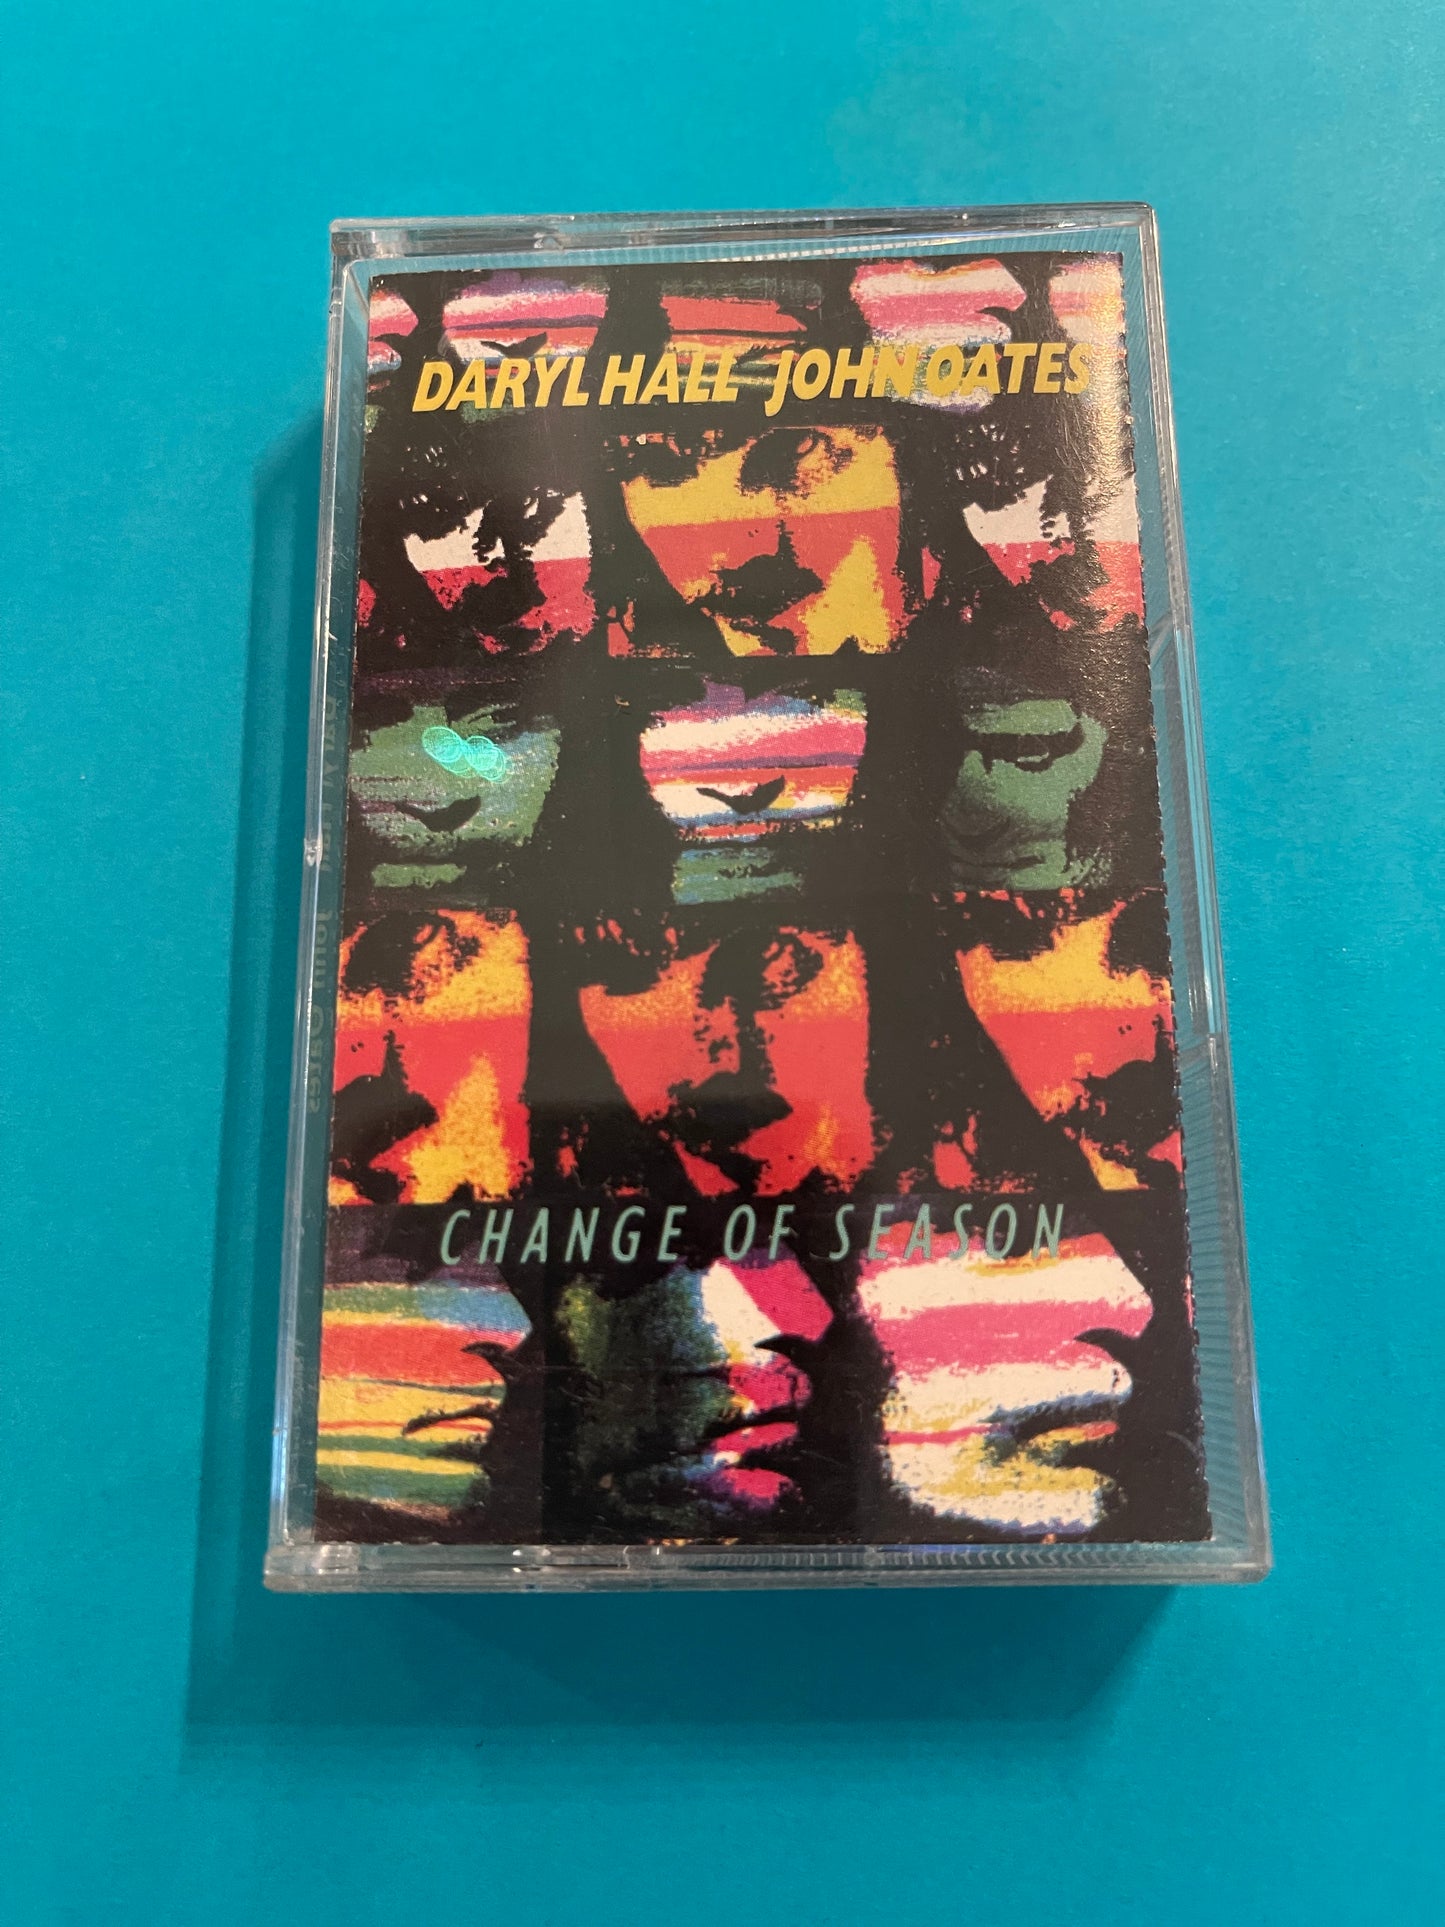 DARYL HALL JOHN OATES
CHANGE OF SEASON